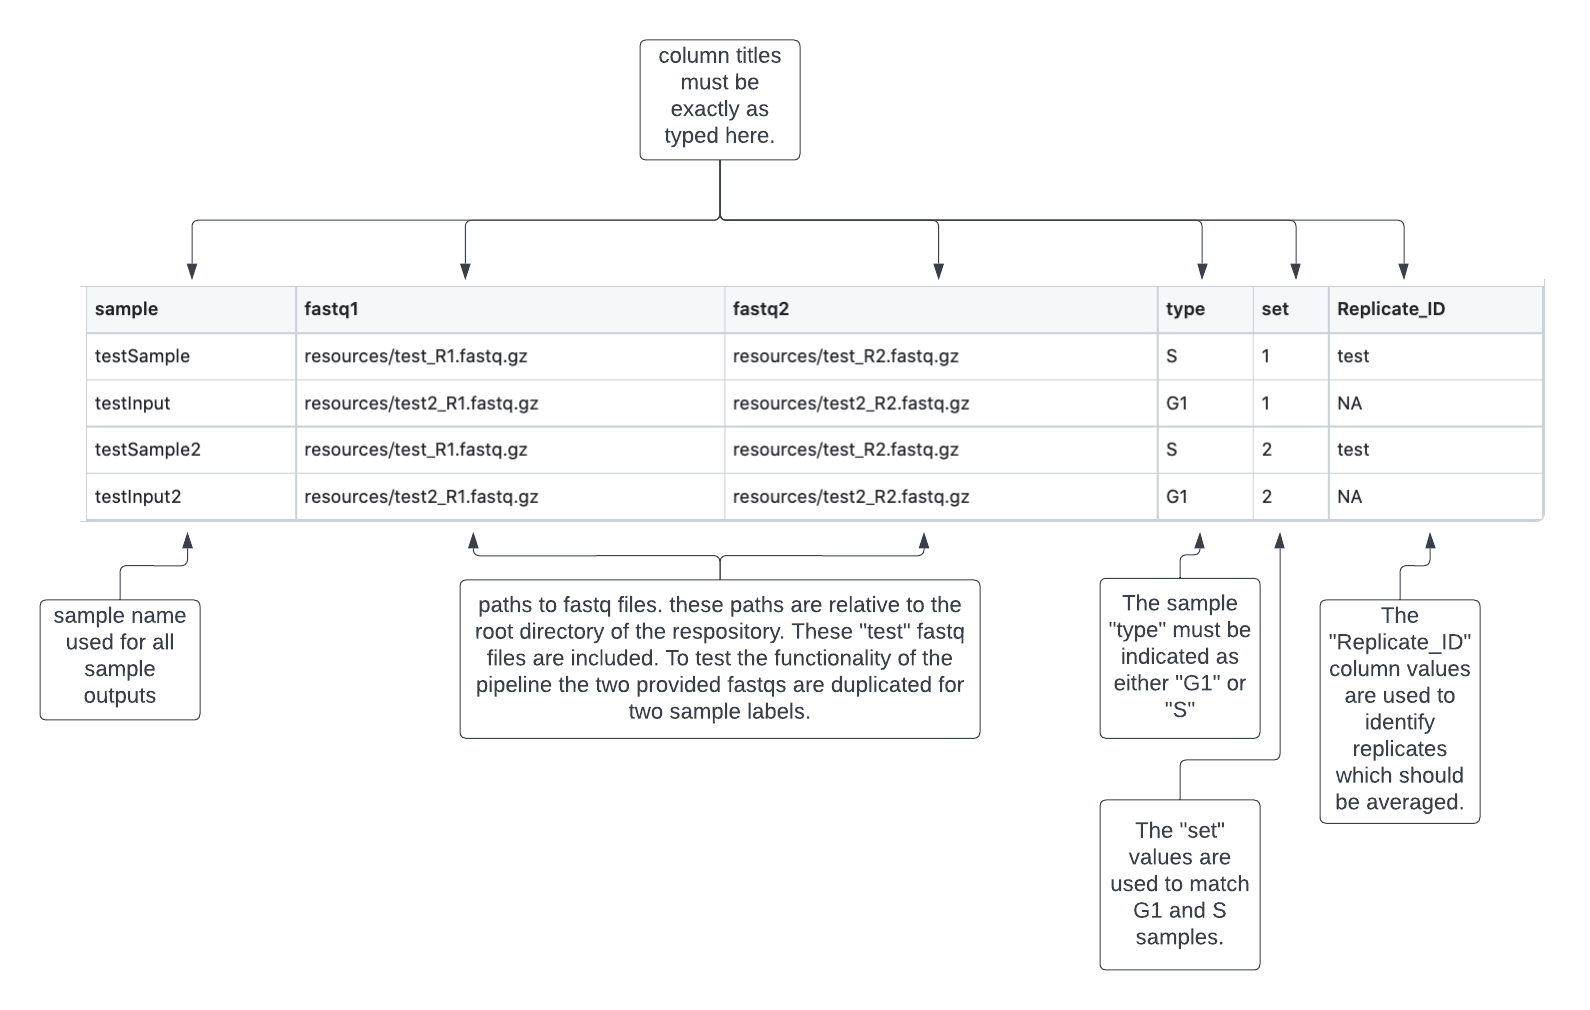 column titles
must be
exactly as
typed here.
sample fastq1 fastq2 type set Replicate_ID
testSample resources/test_R1.fastq.gz resources/test_R2.fastq.gz S 1 test
testInput resources/test2_R1.fastq.gz resources/test2_R2.fastq.gz G1 1 NA
testSample2 resources/test_R1.fastq.gz resources/test_R2.fastq.gz S 2 test
testInput2 resources/test2_R1.fastq.gz resources/test2_R2.fastq.gz G1 2 NA
sample name
used for all
sample
outputs
paths to fastq files. these paths are relative to the
root directory of the respository. These "test" fastq
files are included. To test the functionality of the
pipeline the two provided fastqs are duplicated for
two sample labels.
The sample
"type" must be
indicated as
either "G1" or
"S"
The
"Replicate_ID"
column values
are used to
identify
replicates
which should
be averaged.
The "set"
values are
used to match
G1 and S
samples.